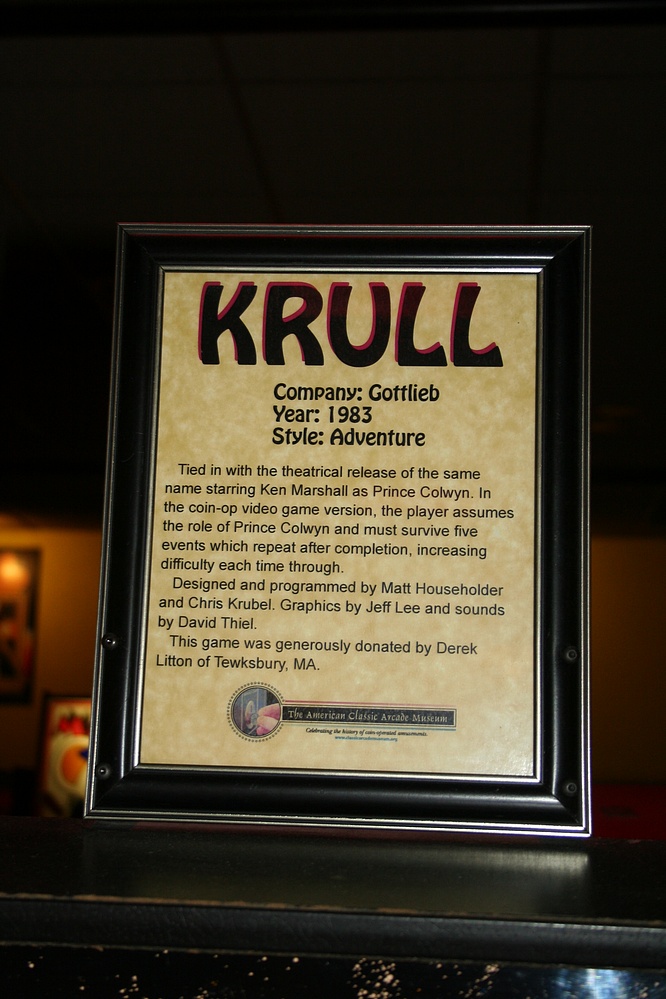 KRULL
Company: Gottlieb
Year: 1983
Style: Adventure
Tied in with the theatrical release of the same
name starring Ken Marshall as Prince Colwyn. In
the coin-op video game version, the player assumes
the role of Prince Colwyn and must survive five
events which repeat after completion, increasing
difficulty each time through.
Designed and programmed by Matt Householder
and Chris Krubel. Graphics by Jeff Lee and sounds
by David Thiel.
This game was generously donated by Derek
Litton of Tewksbury, MA.
The American Classic Arcade Museum
Celebrating the history of coin-operated amusements.
www.classicarcademuseum.org